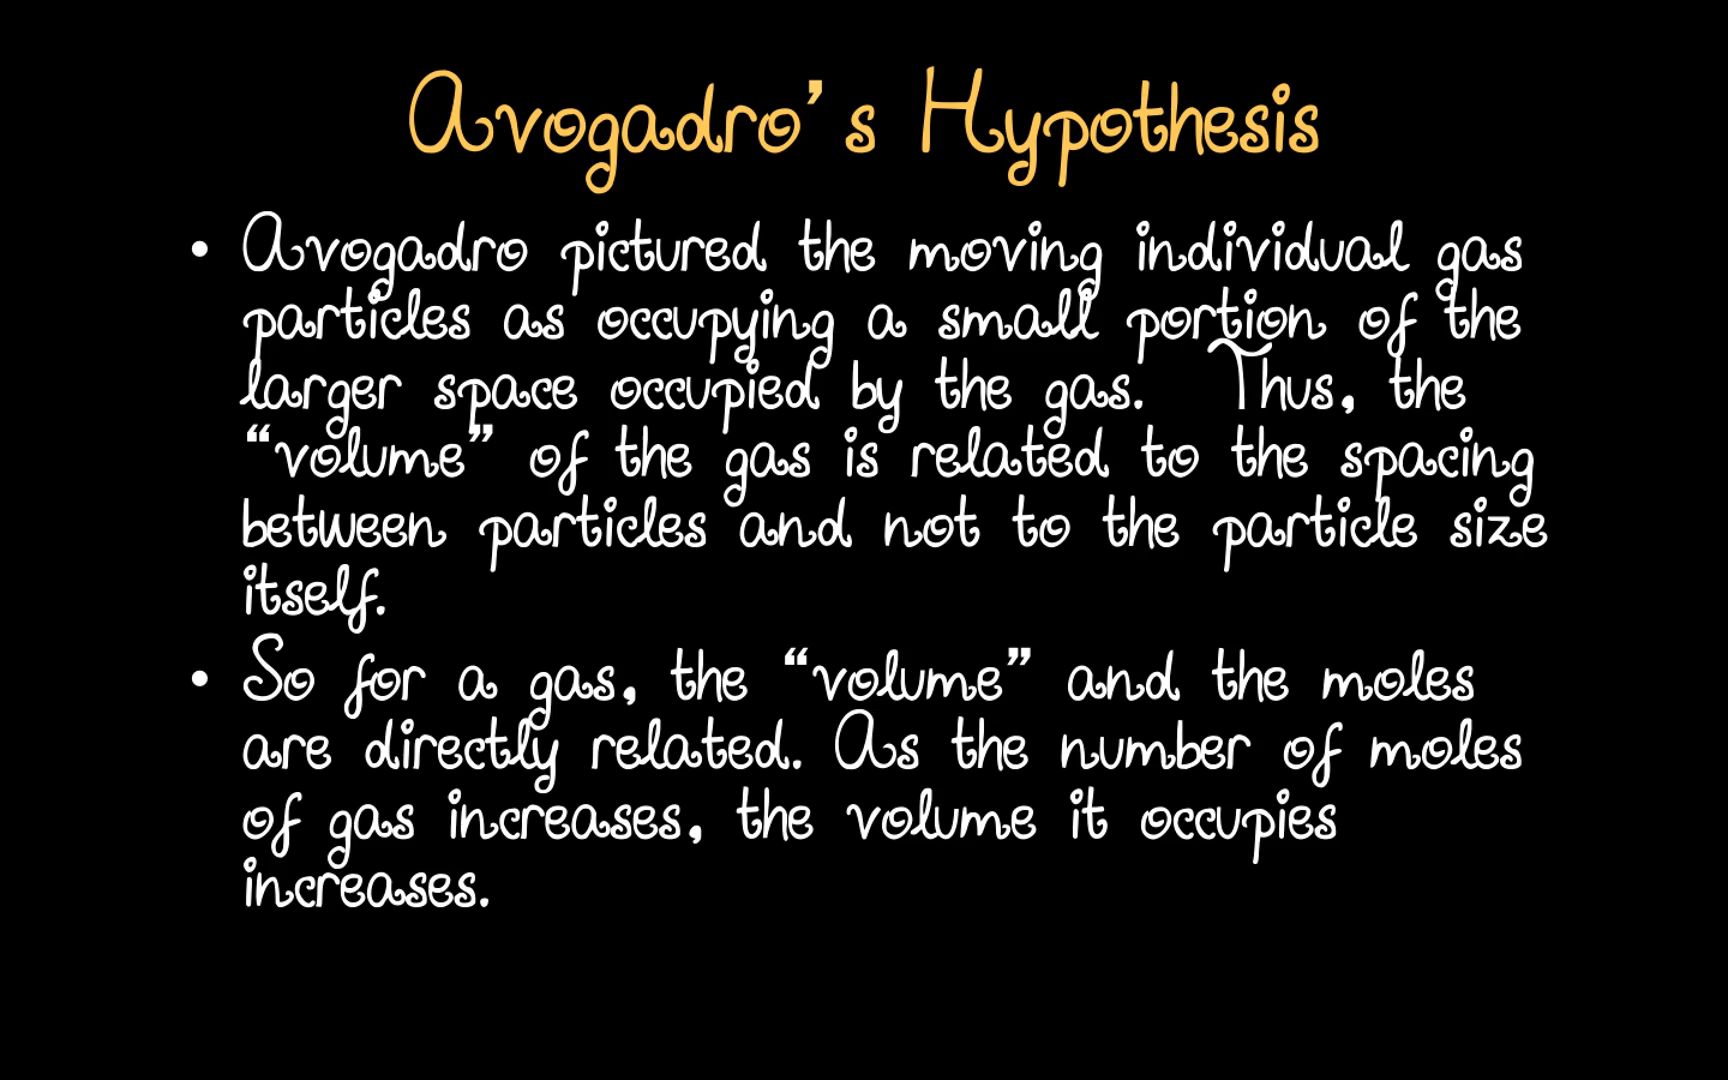 Avogadro’s Hypothesis
• Avogadro pictured the moving individual gas
particles as occupying a small portion of the
larger space occupied by the gas. Thus, the
“volume” of the gas is related to the spacing
between particles and not to the particle size
itself.
• So for a gas, the “volume” and the moles
are directly related. As the number of moles
of gas increases, the volume it occupies
increases.